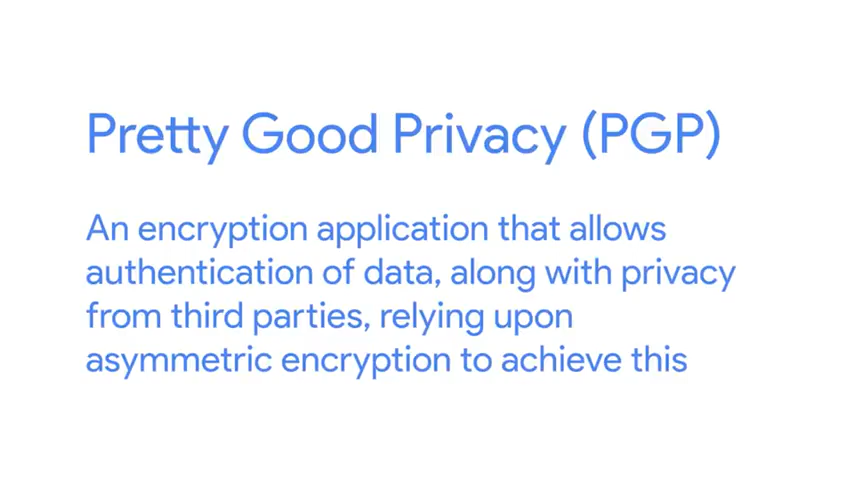 Pretty Good Privacy (PGP)
An encryption application that allows
authentication of data, along with privacy
from third parties, relying upon
asymmetric encryption to achieve this